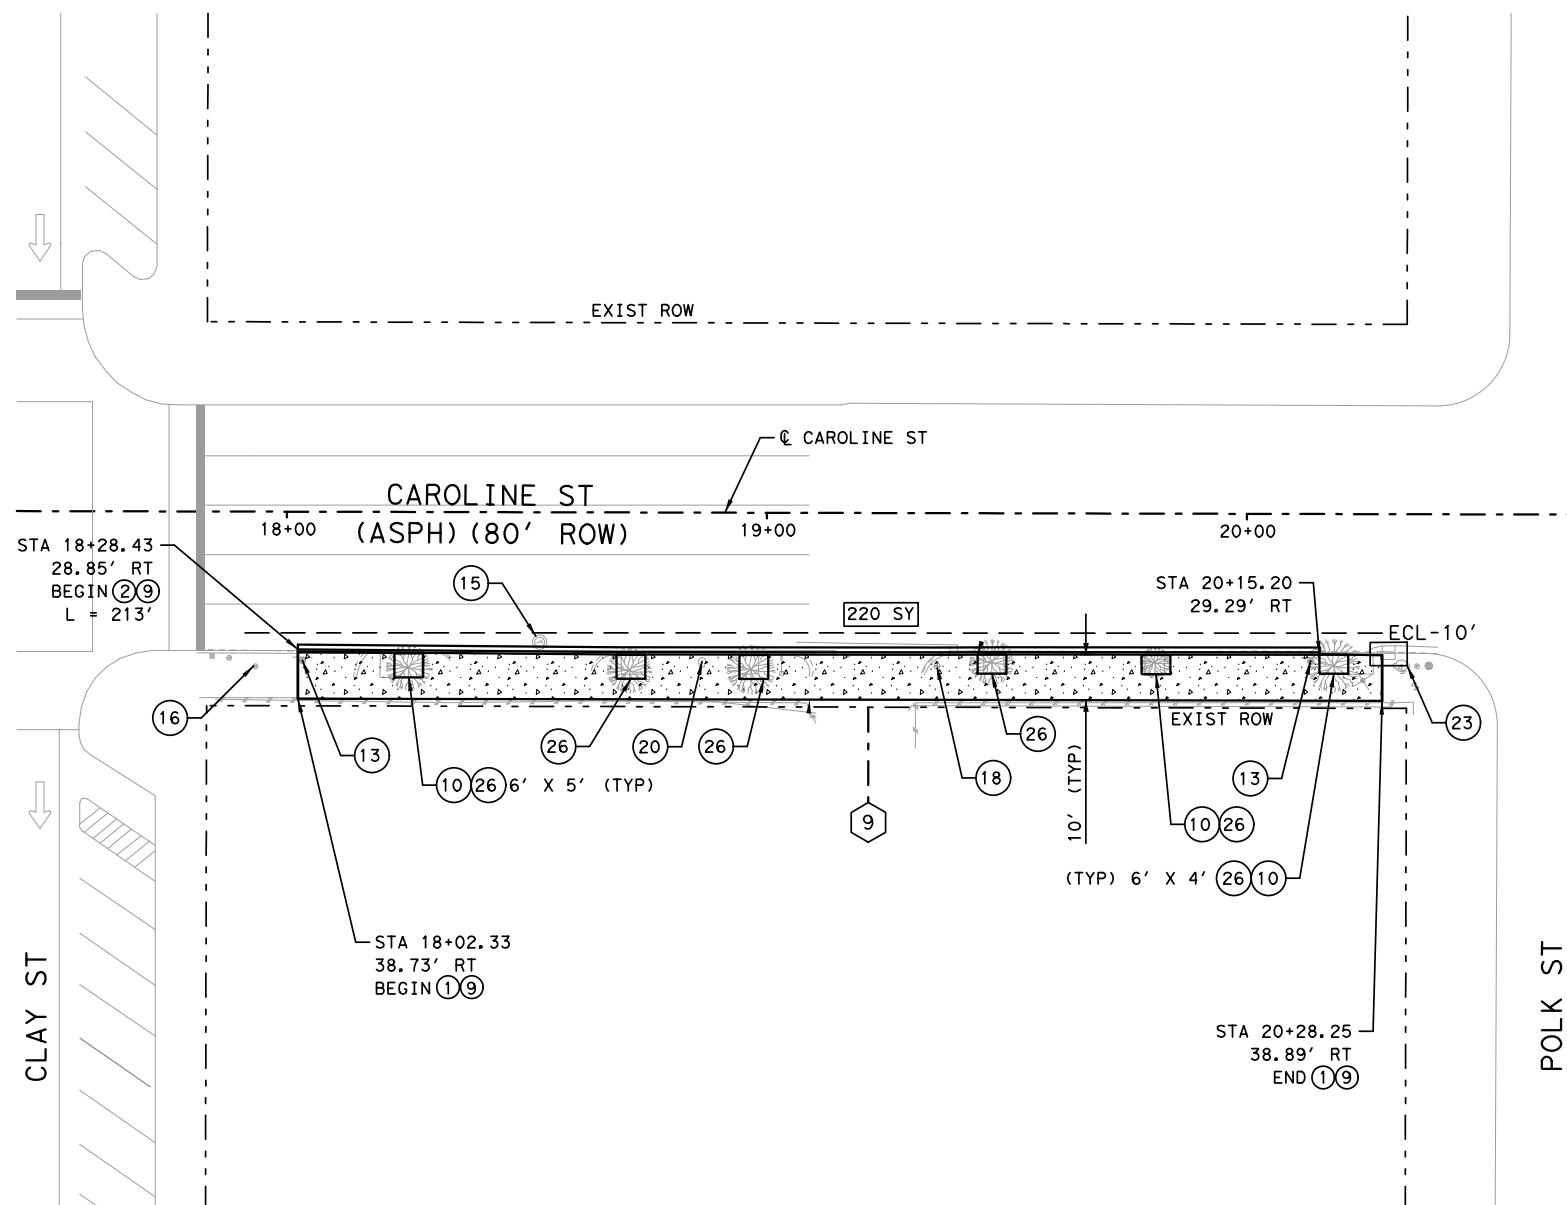 EXIST ROW
℄ CAROLINE ST
CAROLINE ST
(ASPH) (80' ROW)
18+00
19+00
20+00
STA 18+28.43
28.85' RT
BEGIN 2 9
L = 213'
15
220 SY
STA 20+15.20
29.29' RT
ECL-10'
16
13
26
20
26
26
EXIST ROW
23
10 26 6' X 5' (TYP)
18
10' (TYP)
13
9
10 26
(TYP) 6' X 4' 26 10
STA 18+02.33
38.73' RT
BEGIN 1 9
STA 20+28.25
38.89' RT
END 1 9
CLAY ST
POLK ST